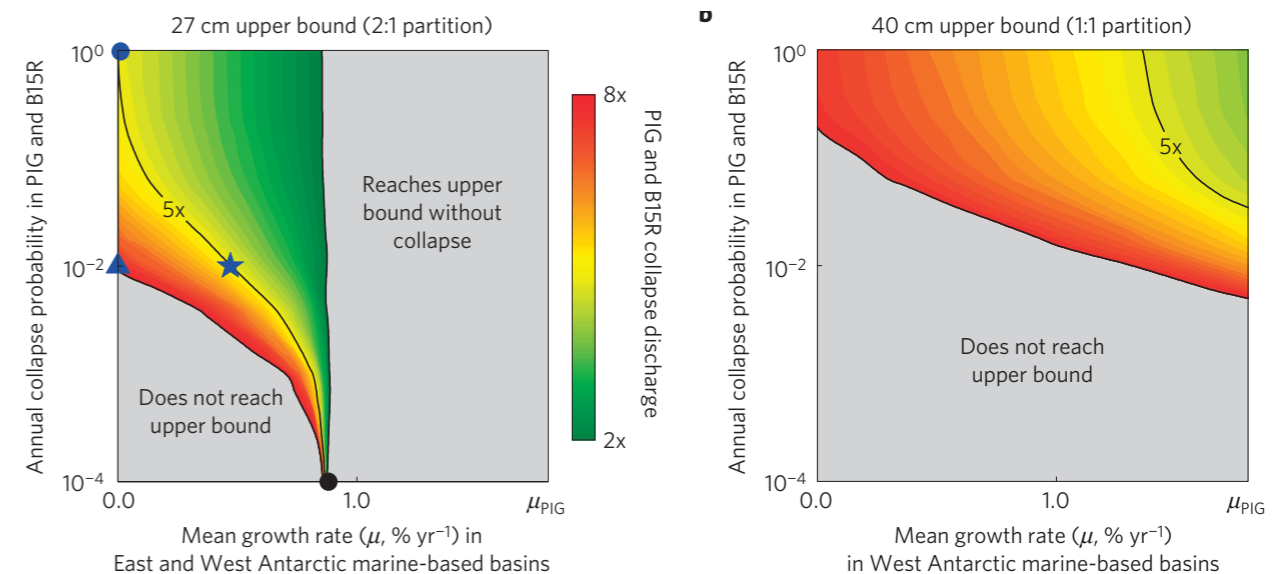 27 cm upper bound (2:1 partition)
Annual collapse probability in PIG and B15R
10⁰
10⁻²
10⁻⁴
5x
Reaches upper
bound without
collapse
Does not reach
upper bound
0.0
1.0
μPIG
Mean growth rate (μ, % yr⁻¹) in
East and West Antarctic marine-based basins
8x
2x
PIG and B15R collapse discharge
b
40 cm upper bound (1:1 partition)
Annual collapse probability in PIG and B15R
10⁰
10⁻²
10⁻⁴
5x
Does not reach
upper bound
0.0
1.0
μPIG
Mean growth rate (μ, % yr⁻¹)
in West Antarctic marine-based basins